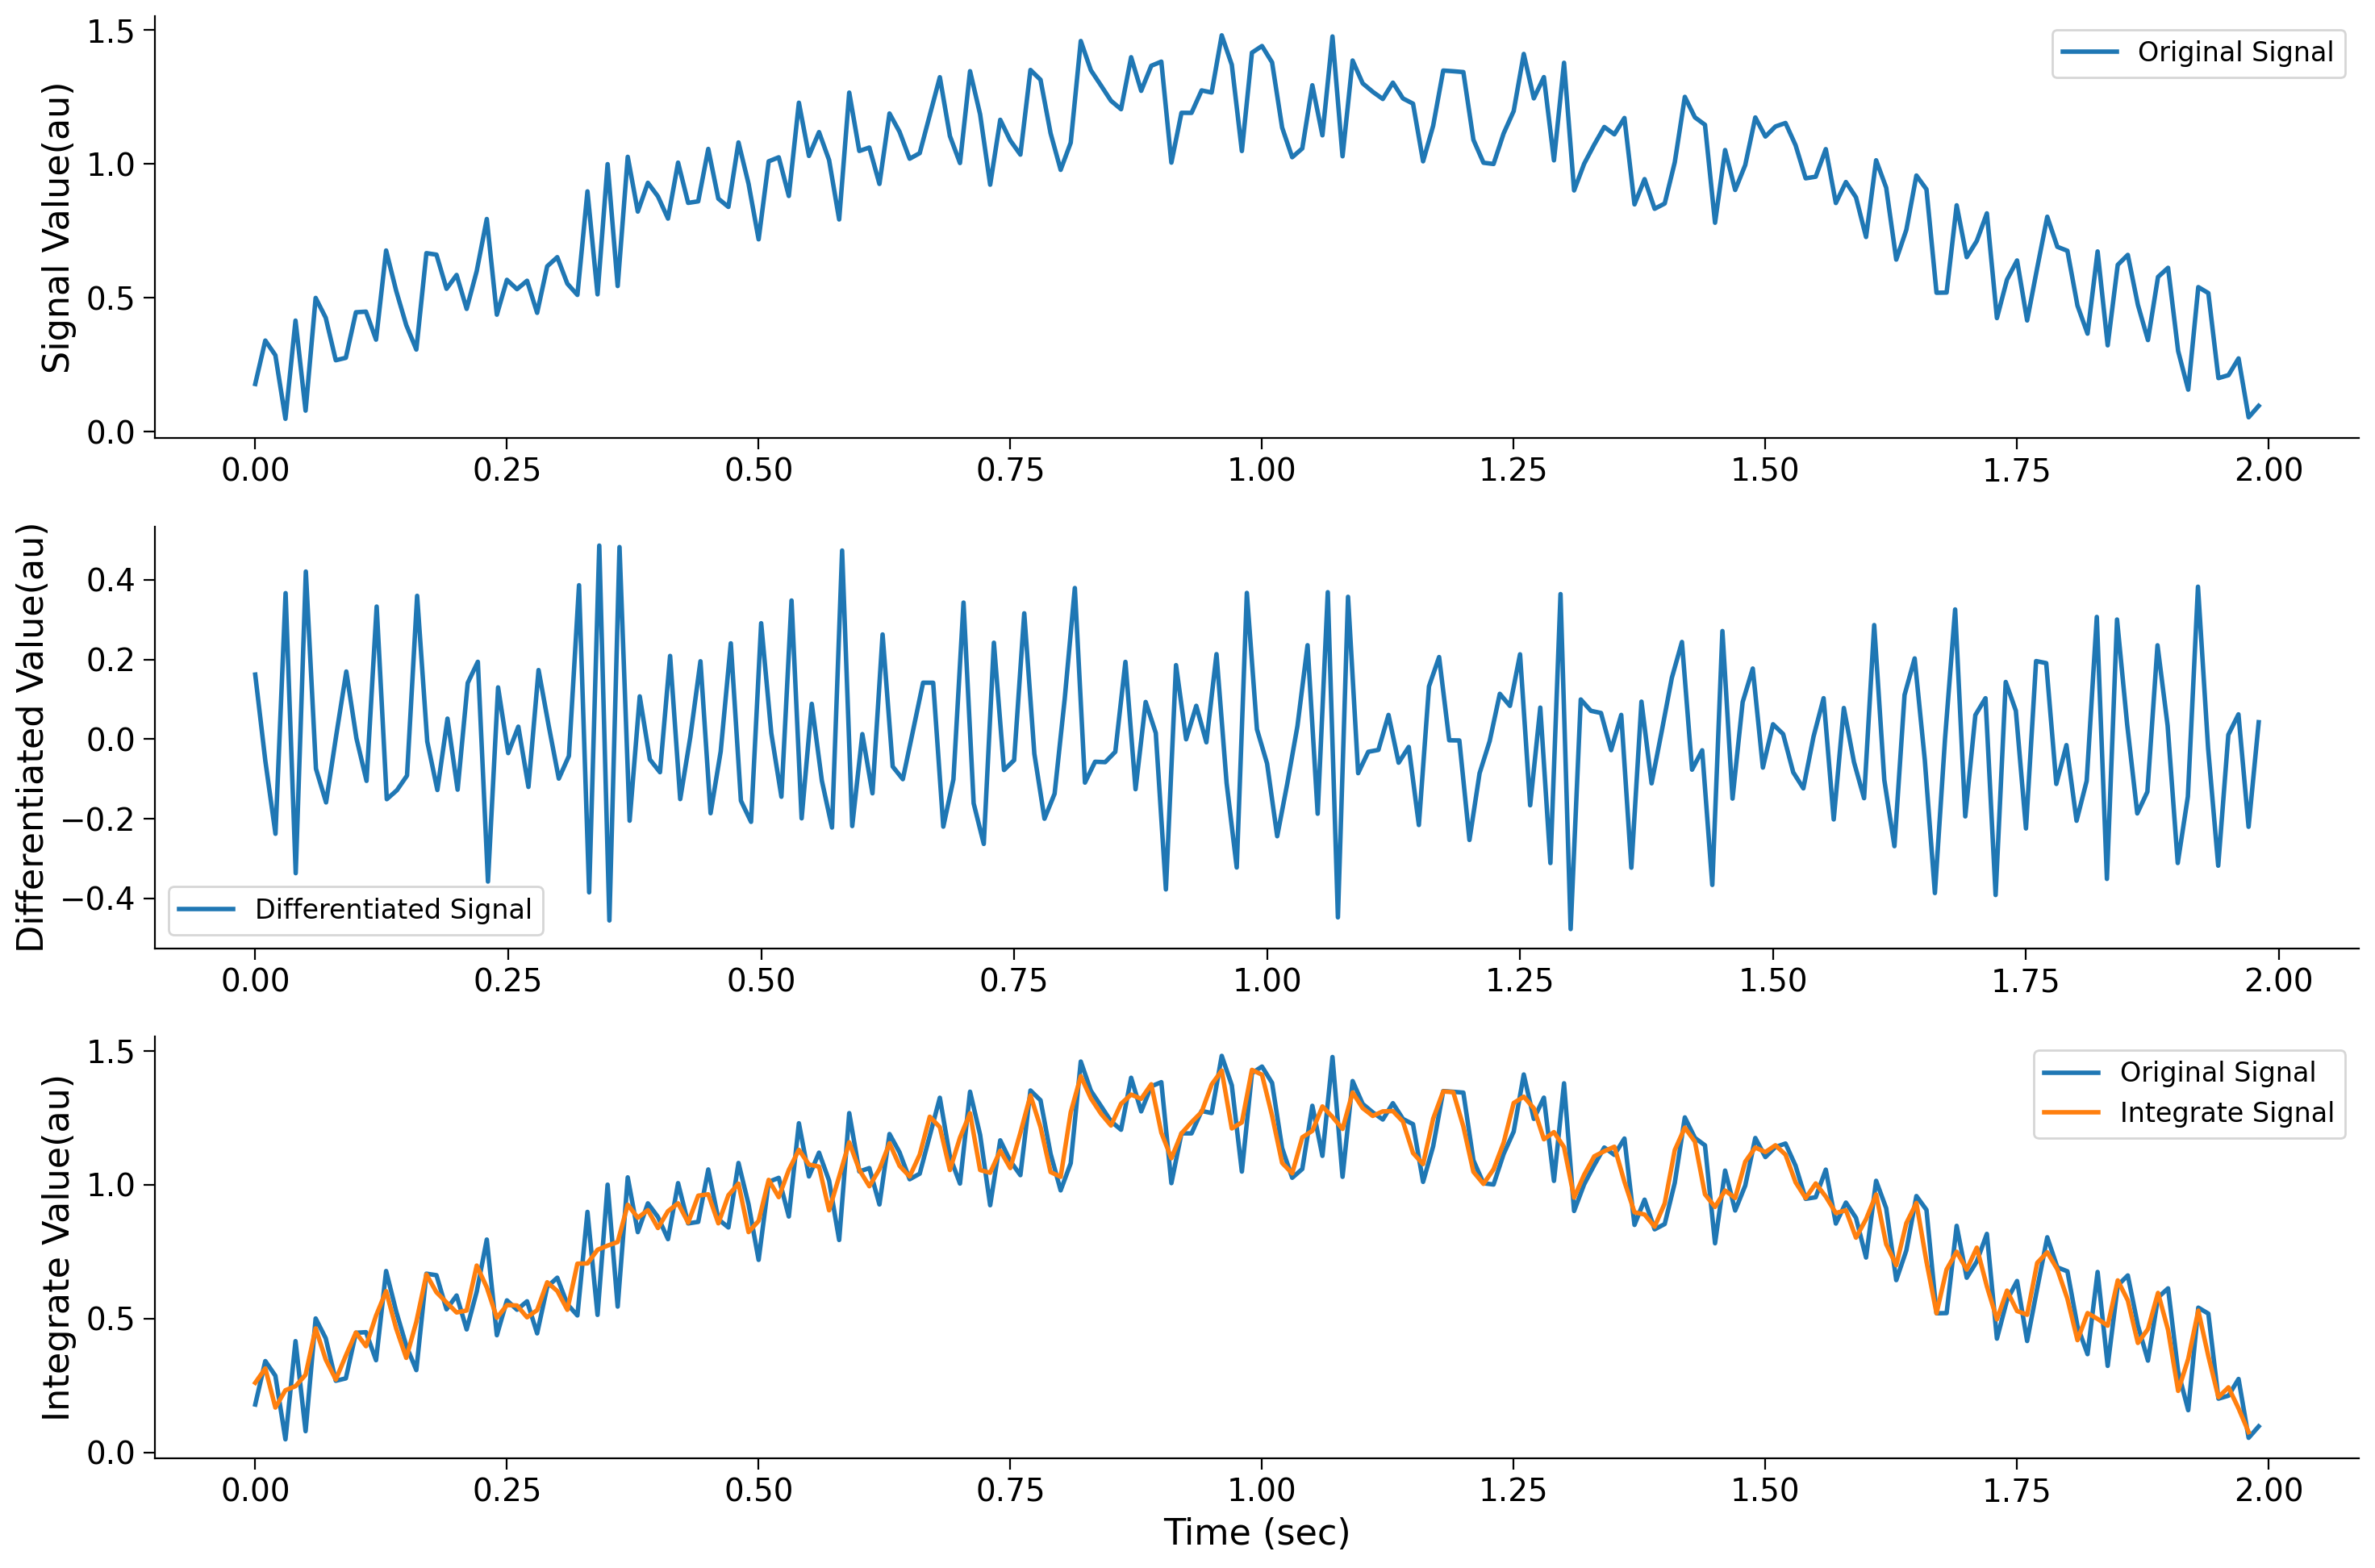 Signal Value(au)
1.5
1.0
0.5
0.0
Original Signal
0.00 0.25 0.50 0.75 1.00 1.25 1.50 1.75 2.00
Differentiated Value(au)
0.4
0.2
0.0
−0.2
−0.4
Differentiated Signal
0.00 0.25 0.50 0.75 1.00 1.25 1.50 1.75 2.00
Integrate Value(au)
1.5
1.0
0.5
0.0
Original Signal
Integrate Signal
0.00 0.25 0.50 0.75 1.00 1.25 1.50 1.75 2.00
Time (sec)